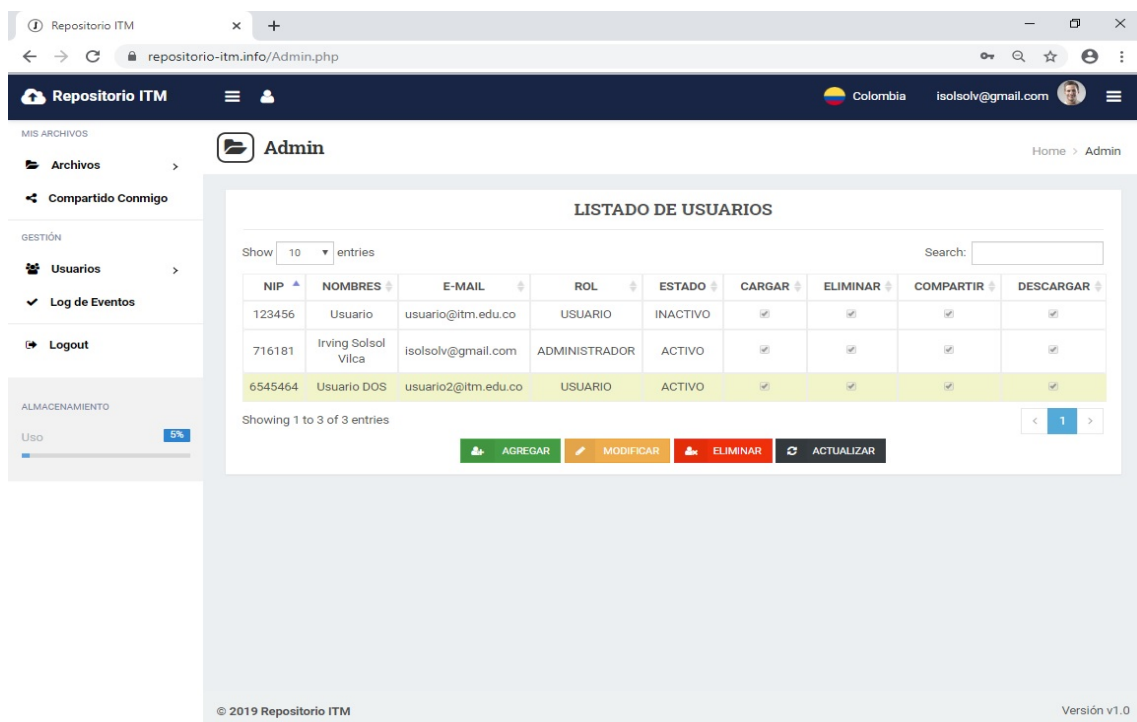 Repositorio ITM
repositorio-itm.info/Admin.php
Repositorio ITM
Colombia
isolsolv@gmail.com
MIS ARCHIVOS
Archivos
Compartido Conmigo
GESTIÓN
Usuarios
Log de Eventos
Logout
ALMACENAMIENTO
Uso 5%
Admin
Home > Admin
LISTADO DE USUARIOS
Show 10 entries
Search:
NIP NOMBRES E-MAIL ROL ESTADO CARGAR ELIMINAR COMPARTIR DESCARGAR
123456 Usuario usuario@itm.edu.co USUARIO INACTIVO
716181 Irving Solsol Vilca isolsolv@gmail.com ADMINISTRADOR ACTIVO
6545464 Usuario DOS usuario2@itm.edu.co USUARIO ACTIVO
Showing 1 to 3 of 3 entries
< 1 >
AGREGAR MODIFICAR ELIMINAR ACTUALIZAR
© 2019 Repositorio ITM
Versión v1.0